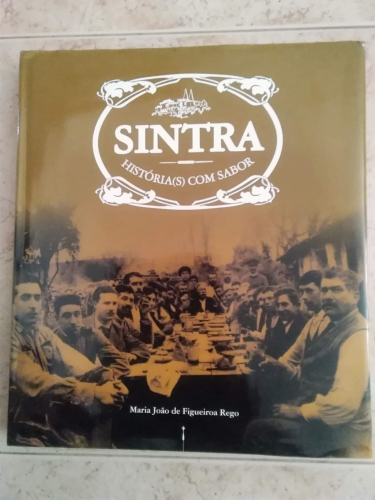 SINTRA
HISTÓRIA(S) COM SABOR
Maria João de Figueiroa Rego